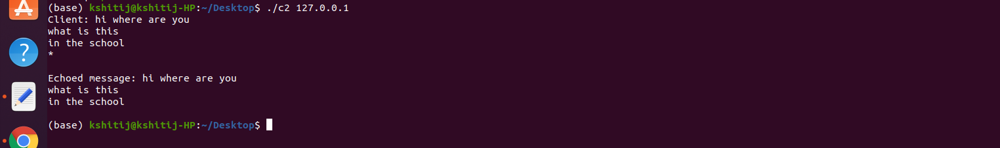 (base) kshitij@kshitij-HP:~/Desktop$ ./c2 127.0.0.1
Client: hi where are you
what is this
in the school
*
Echoed message: hi where are you
what is this
in the school
(base) kshitij@kshitij-HP:~/Desktop$